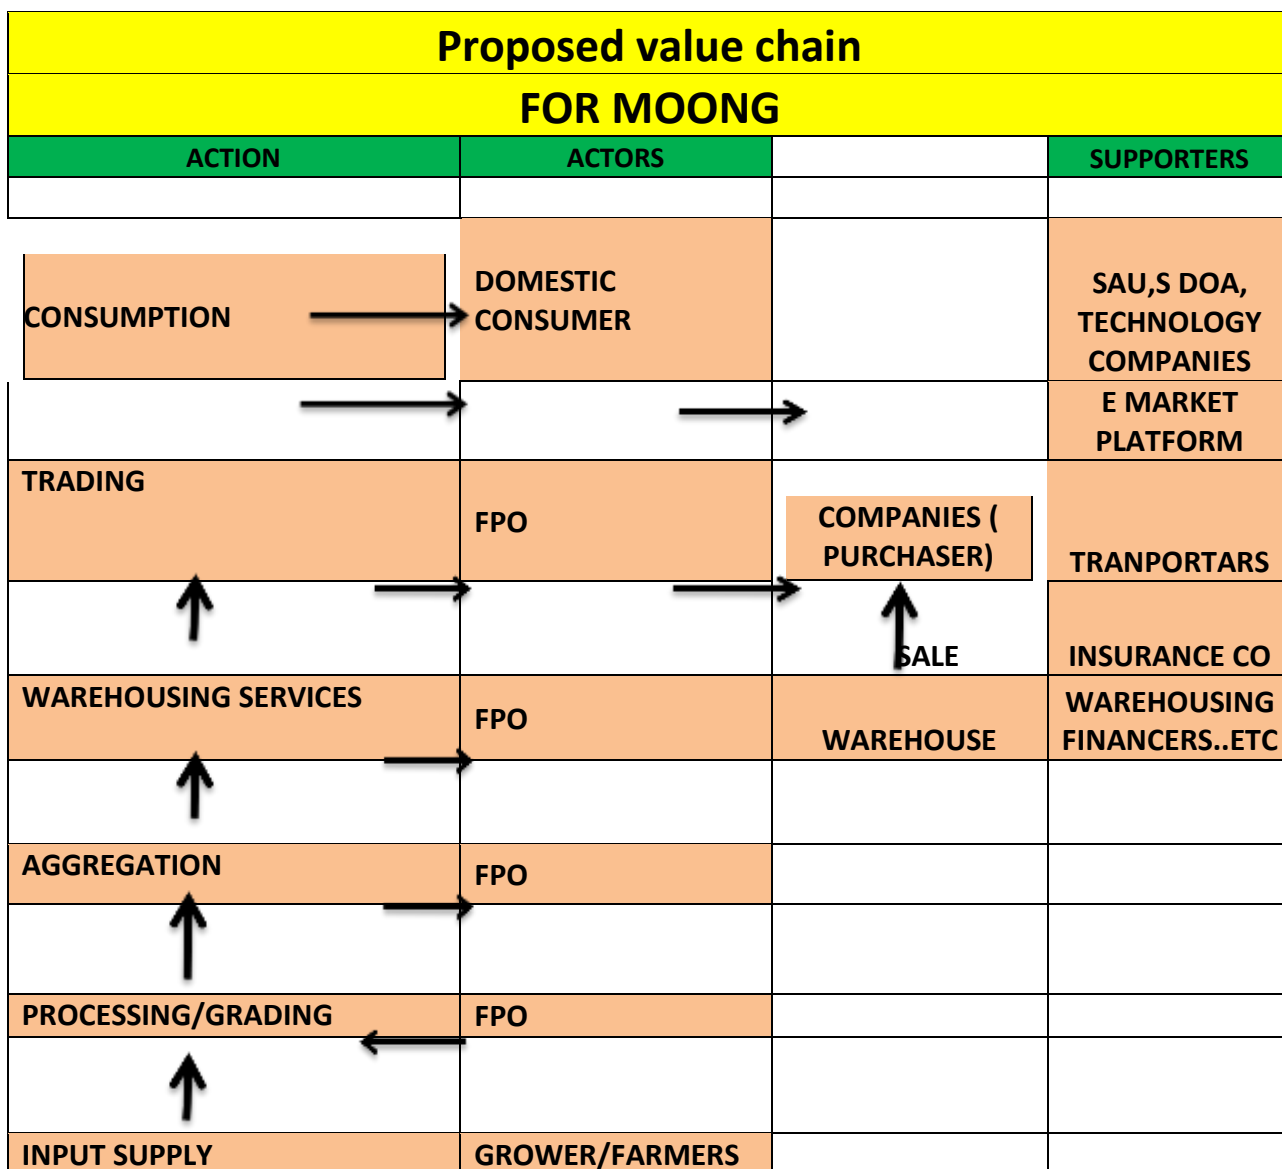 Proposed value chain
FOR MOONG
ACTION
ACTORS
SUPPORTERS
CONSUMPTION
DOMESTIC
CONSUMER
SAU,S DOA,
TECHNOLOGY
COMPANIES
E MARKET
PLATFORM
TRADING
FPO
COMPANIES (
PURCHASER)
TRANPORTARS
SALE
INSURANCE CO
WAREHOUSING SERVICES
FPO
WAREHOUSE
WAREHOUSING
FINANCERS..ETC
AGGREGATION
FPO
PROCESSING/GRADING
FPO
INPUT SUPPLY
GROWER/FARMERS